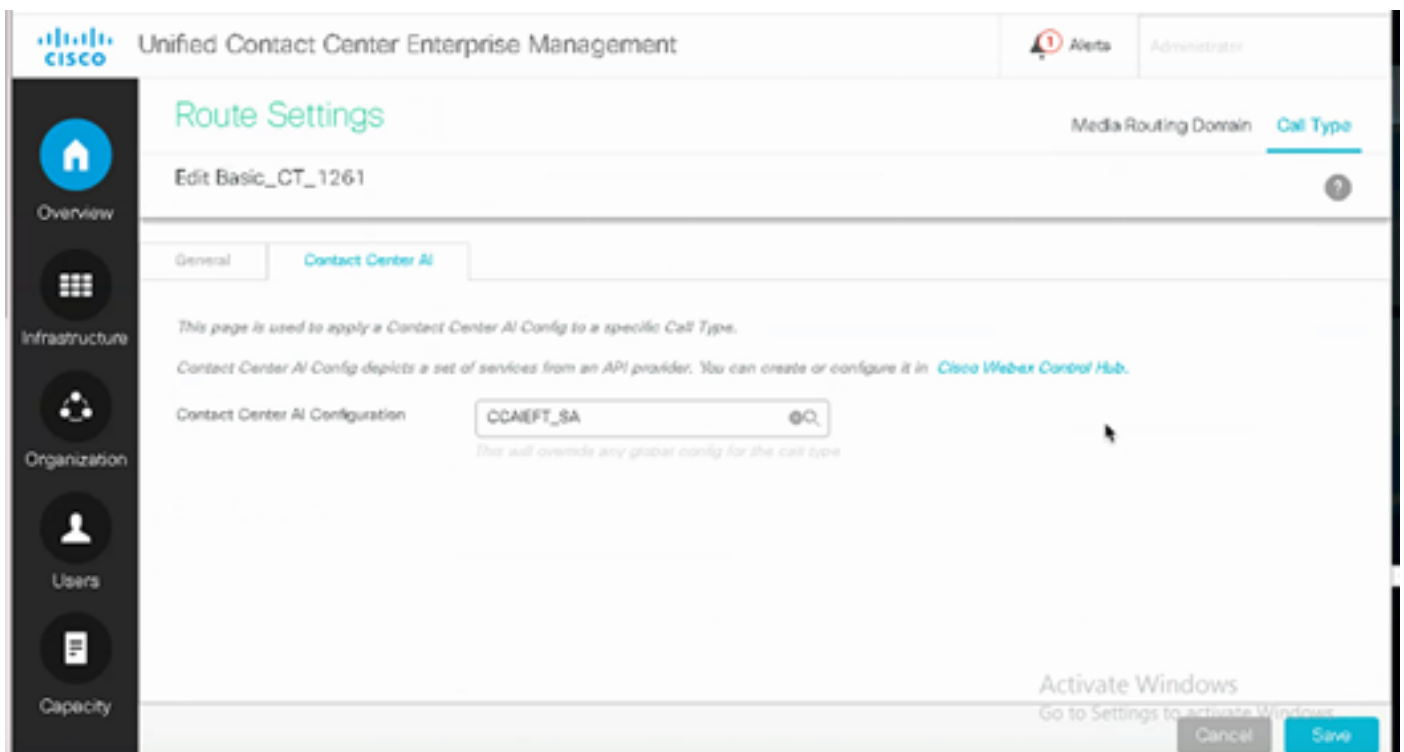 CISCO
Unified Contact Center Enterprise Management
1
Alerts
Administrator
Route Settings
Media Routing Domain
Call Type
Edit Basic_CT_1261
?
Overview
General
Contact Center AI
Infrastructure
This page is used to apply a Contact Center AI Config to a specific Call Type.
Contact Center AI Config depicts a set of services from an API provider. You can create or configure it in Cisco Webex Control Hub.
Contact Center AI Configuration
CCAIEFT_SA
This will override any global config for the call type
Organization
Users
Capacity
Activate Windows
Go to Settings to activate Windows.
Cancel
Save